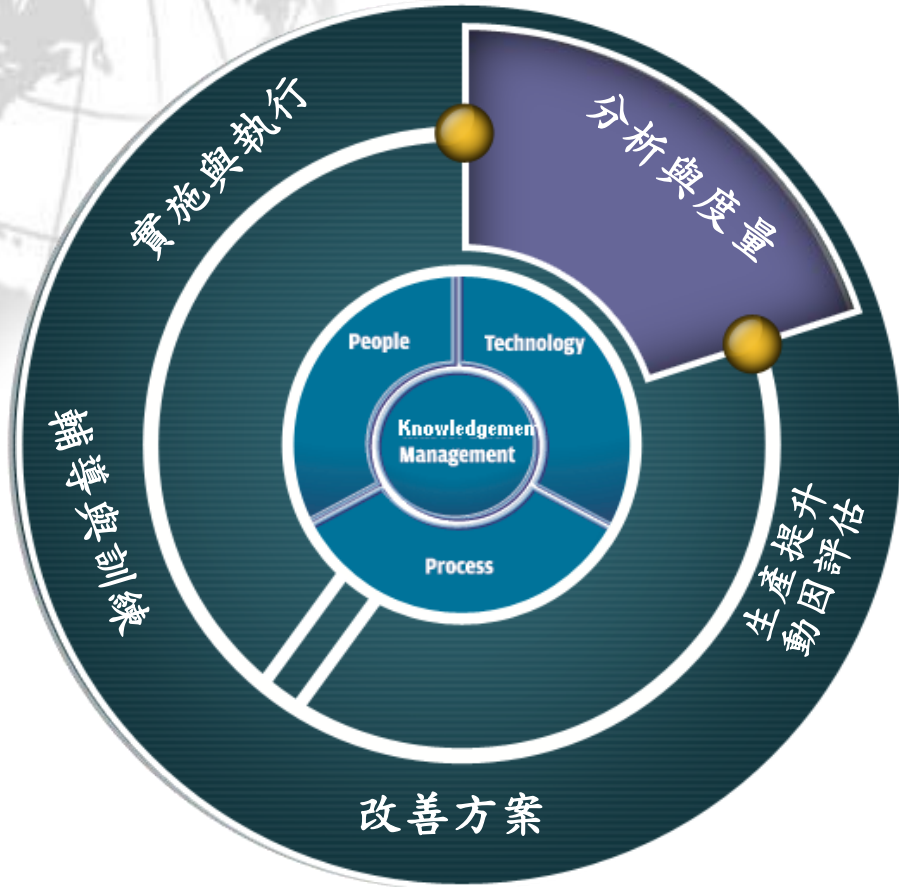 分析與度量
生產提升
動因評估
改善方案
輔導與訓練
實施與執行
People
Technology
Knowledgemen
Management
Process